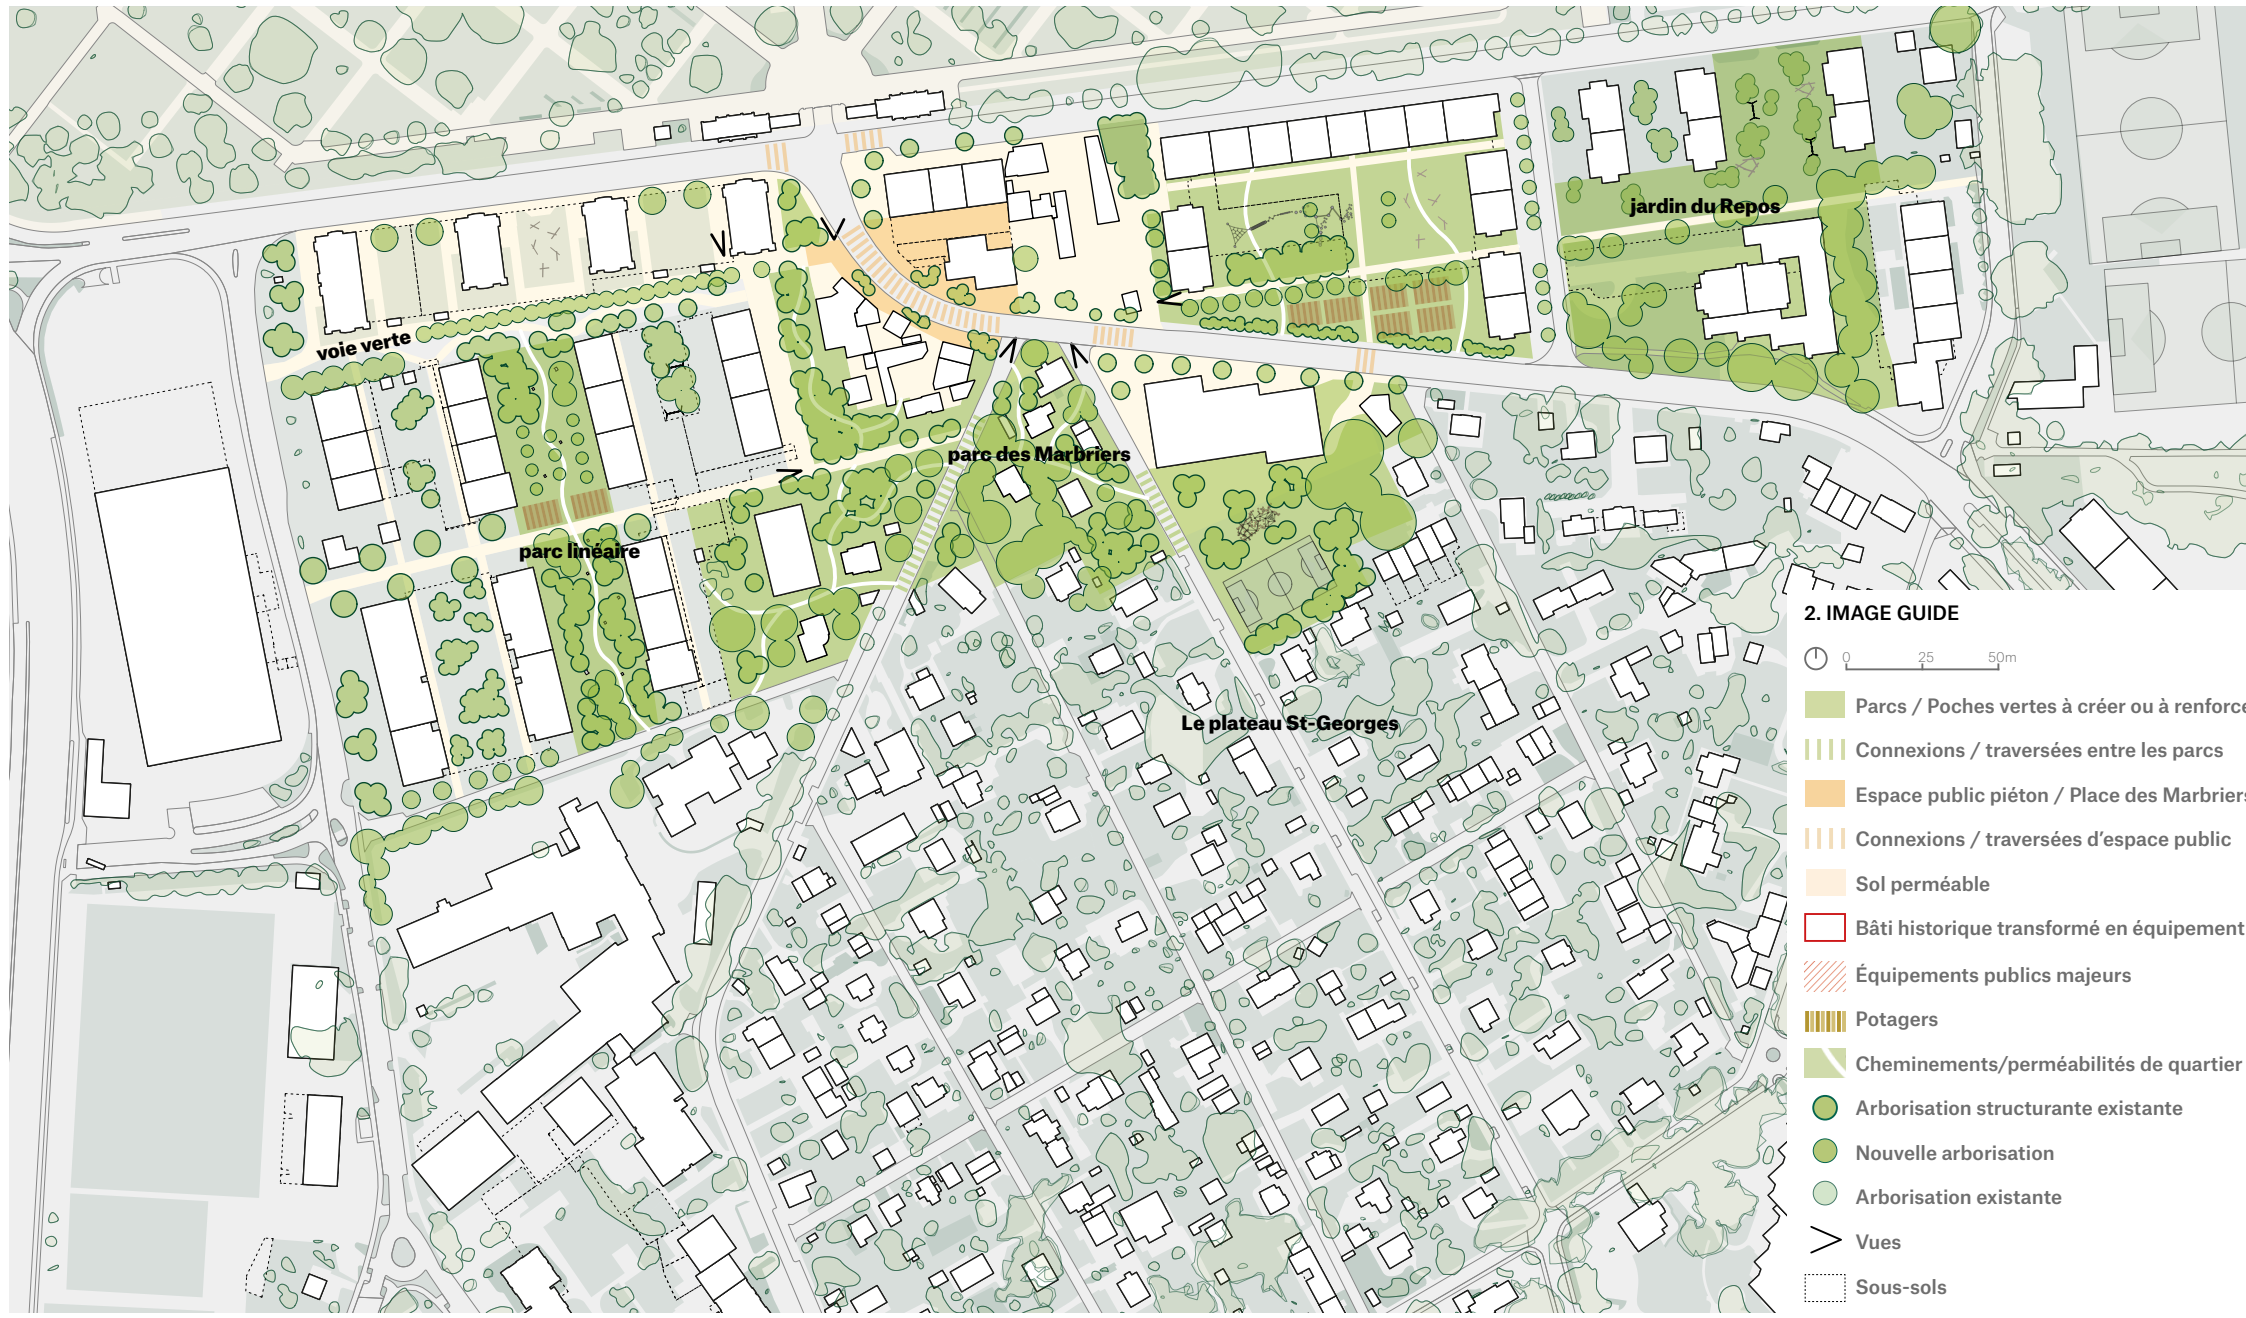 jardin du Repos
voie verte
parc des Marbriers
parc linéaire
Le plateau St-Georges
2. IMAGE GUIDE
0 25 50m
Parcs / Poches vertes à créer ou à renforce
Connexions / traversées entre les parcs
Espace public piéton / Place des Marbriers
Connexions / traversées d'espace public
Sol perméable
Bâti historique transformé en équipement
Équipements publics majeurs
Potagers
Cheminements/perméabilités de quartier
Arborisation structurante existante
Nouvelle arborisation
Arborisation existante
Vues
Sous-sols